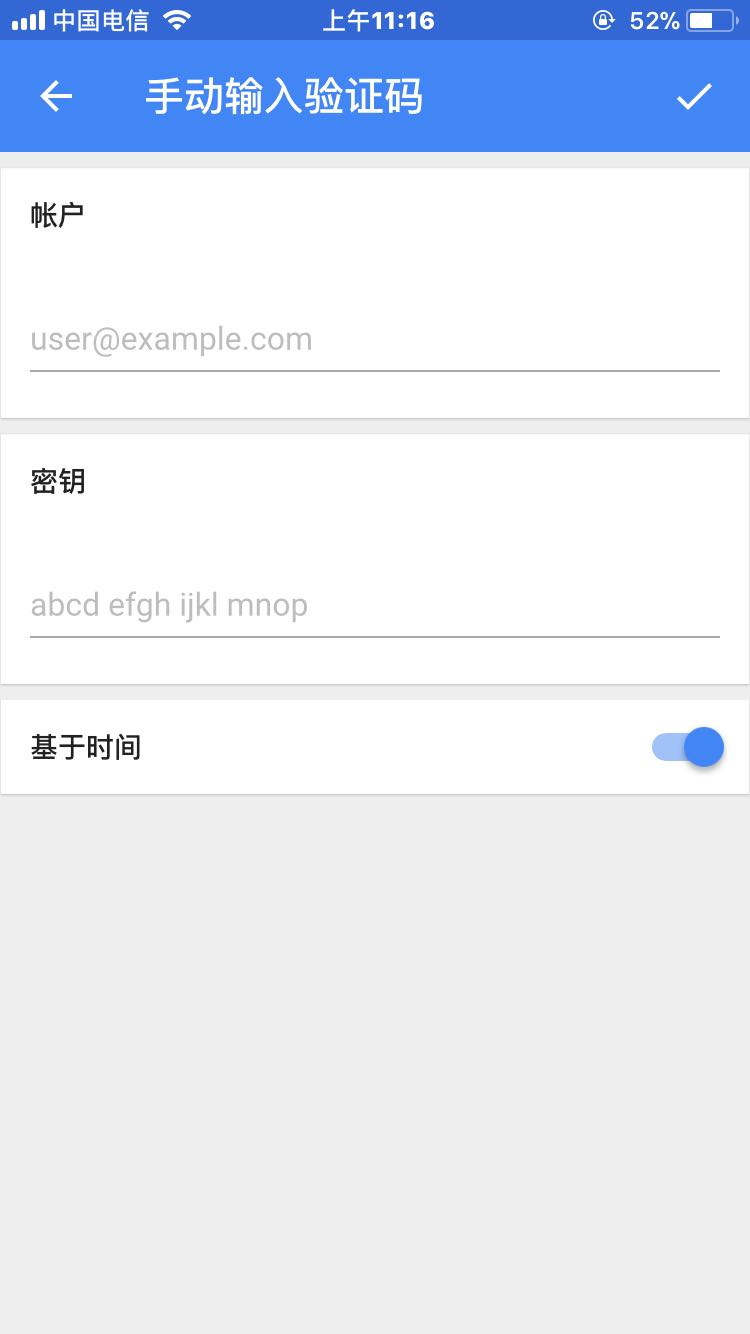 中国电信 上午11:16 52%
手动输入验证码
帐户
user@example.com
密钥
abcd efgh ijkl mnop
基于时间